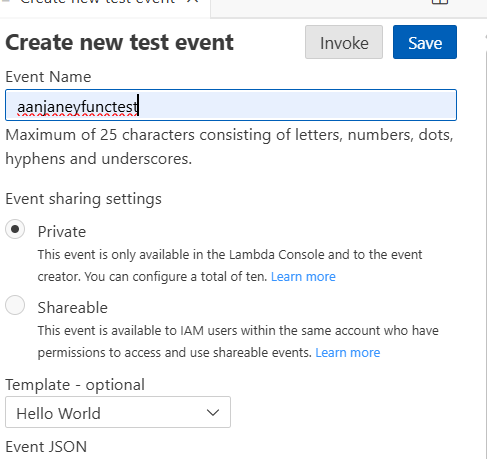 Create new test event
Create new test event
Invoke
Save
Event Name
aanjaneyfunctest
Maximum of 25 characters consisting of letters, numbers, dots,
hyphens and underscores.
Event sharing settings
Private
This event is only available in the Lambda Console and to the event
creator. You can configure a total of ten. Learn more
Shareable
This event is available to IAM users within the same account who have
permissions to access and use shareable events. Learn more
Template - optional
Hello World
Event JSON